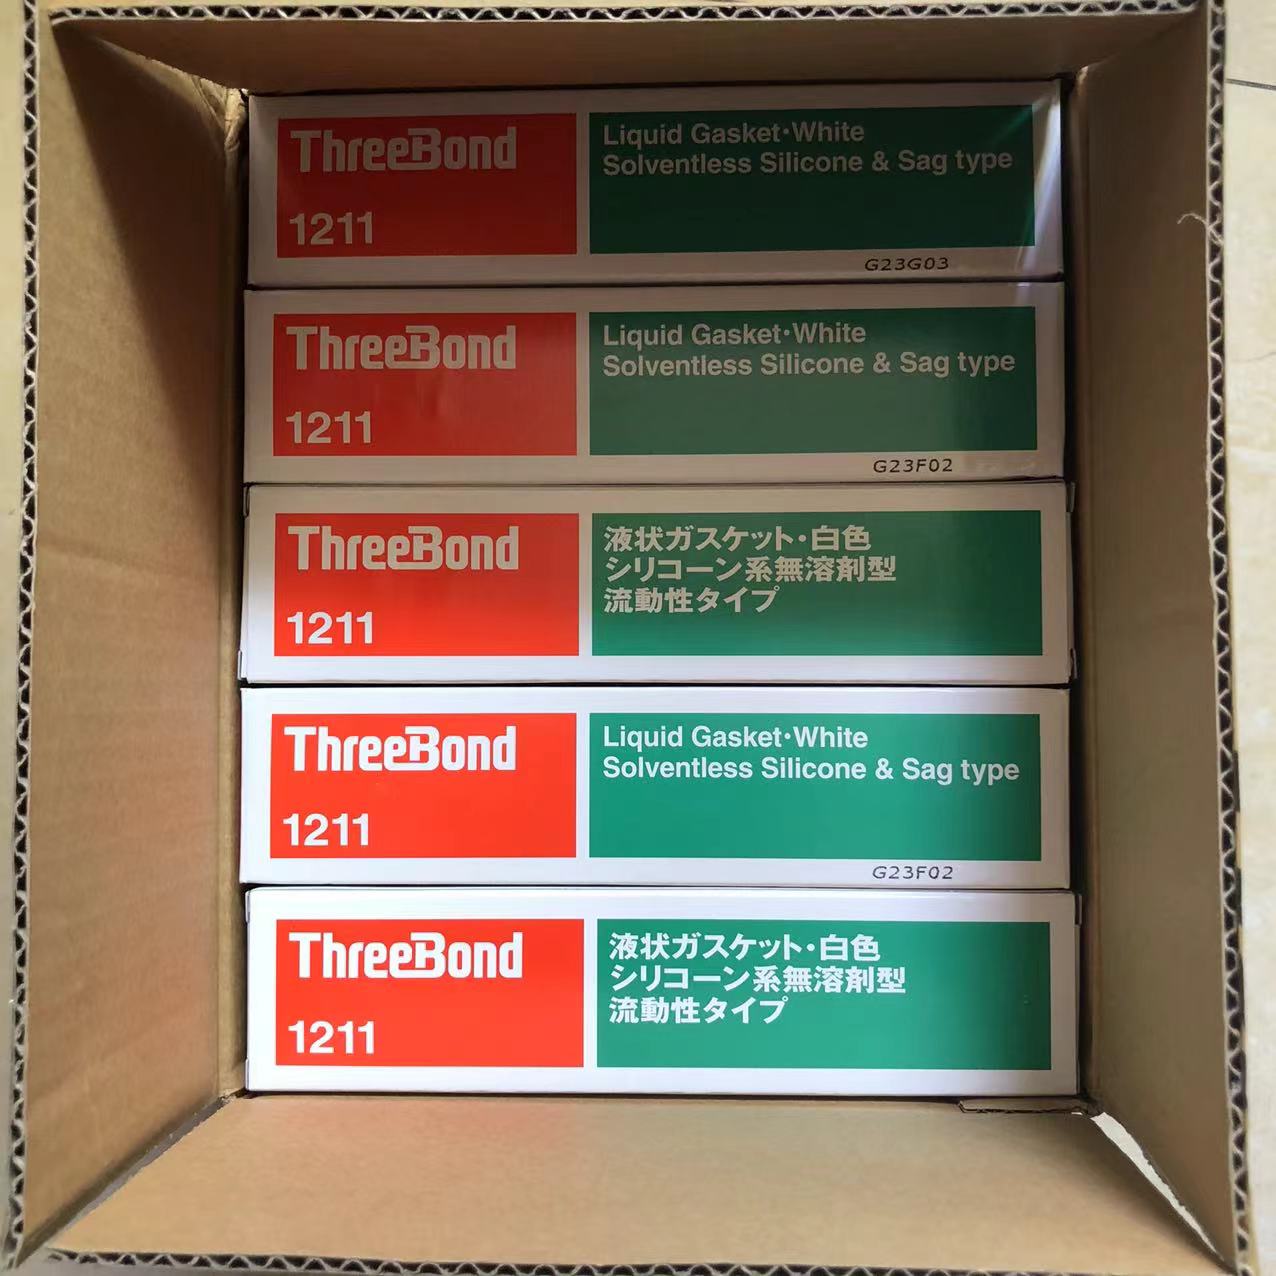 ThreeBond
1211
Liquid Gasket・White
Solventless Silicone & Sag type
G23G03
ThreeBond
1211
Liquid Gasket・White
Solventless Silicone & Sag type
G23F02
ThreeBond
1211
液状ガスケット・白色
シリコーン系無溶剤型
流動性タイプ
ThreeBond
1211
Liquid Gasket・White
Solventless Silicone & Sag type
G23F02
ThreeBond
1211
液状ガスケット・白色
シリコーン系無溶剤型
流動性タイプ